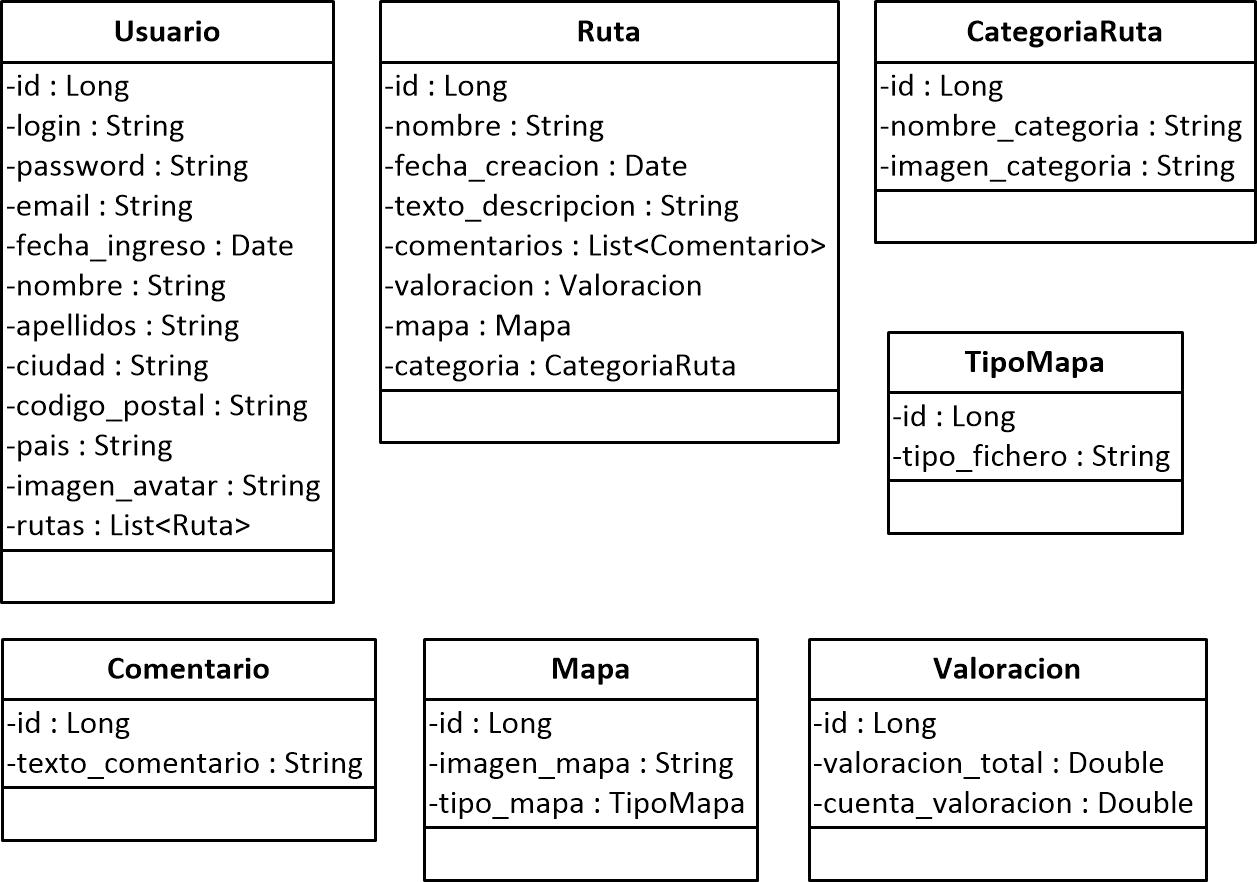 Usuario
-id : Long
-login : String
-password : String
-email : String
-fecha_ingreso : Date
-nombre : String
-apellidos : String
-ciudad : String
-codigo_postal : String
-pais : String
-imagen_avatar : String
-rutas : List<Ruta>
Ruta
-id : Long
-nombre : String
-fecha_creacion : Date
-texto_descripcion : String
-comentarios : List<Comentario>
-valoracion : Valoracion
-mapa : Mapa
-categoria : CategoriaRuta
CategoriaRuta
-id : Long
-nombre_categoria : String
-imagen_categoria : String
TipoMapa
-id : Long
-tipo_fichero : String
Comentario
-id : Long
-texto_comentario : String
Mapa
-id : Long
-imagen_mapa : String
-tipo_mapa : TipoMapa
Valoracion
-id : Long
-valoracion_total : Double
-cuenta_valoracion : Double